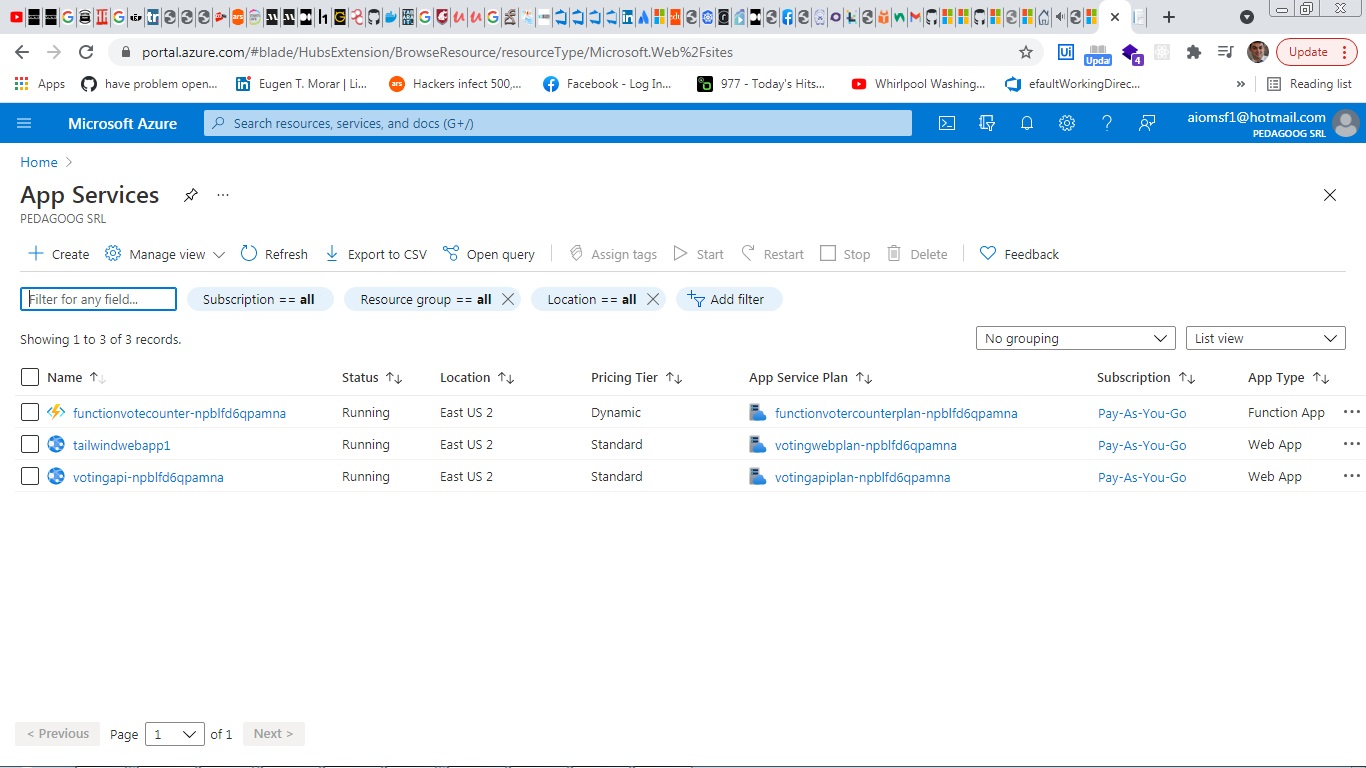 portal.azure.com/#blade/HubsExtension/BrowseResource/resourceType/Microsoft.Web%2Fsites
Update
Apps have problem open... Eugen T. Morar | Li... Hackers infect 500,... Facebook - Log In... 977 - Today's Hits... Whirlpool Washing... efaultWorkingDirec... » Reading list
Microsoft Azure Search resources, services, and docs (G+/) aiomsf1@hotmail.com
PEDAGOOG SRL
Home
App Services ...
PEDAGOOG SRL
Create Manage view Refresh Export to CSV Open query Assign tags Start Restart Stop Delete Feedback
Filter for any field... Subscription == all Resource group == all Location == all Add filter
Showing 1 to 3 of 3 records. No grouping List view
Name Status Location Pricing Tier App Service Plan Subscription App Type
functionvotecounter-npblfd6qpamna Running East US 2 Dynamic functionvotercounterplan-npblfd6qpamna Pay-As-You-Go Function App ...
tailwindwebapp1 Running East US 2 Standard votingwebplan-npblfd6qpamna Pay-As-You-Go Web App ...
votingapi-npblfd6qpamna Running East US 2 Standard votingapiplan-npblfd6qpamna Pay-As-You-Go Web App ...
< Previous Page 1 of 1 Next >